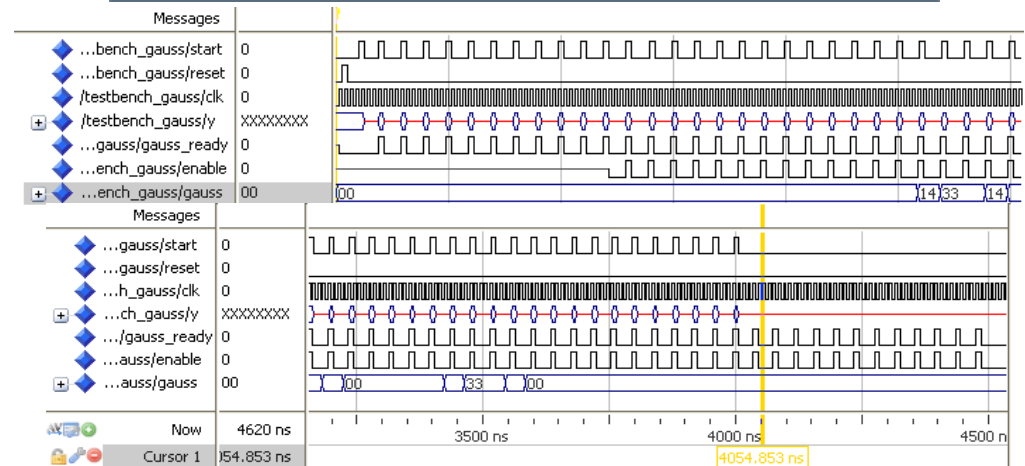 Messages
...bench_gauss/start 0
...bench_gauss/reset 0
/testbench_gauss/clk 0
/testbench_gauss/y XXXXXXXX
...gauss/gauss_ready 0
...ench_gauss/enable 0
...ench_gauss/gauss 00 00 14 33 14
Messages
...gauss/start 0
...gauss/reset 0
...h_gauss/clk 0
...ch_gauss/y XXXXXXXX
.../gauss_ready 0
...auss/enable 0
...auss/gauss 00 00 33 00
Now 4620 ns 3500 ns 4000 ns 4500 n
Cursor 1 )54.853 ns 4054.853 ns